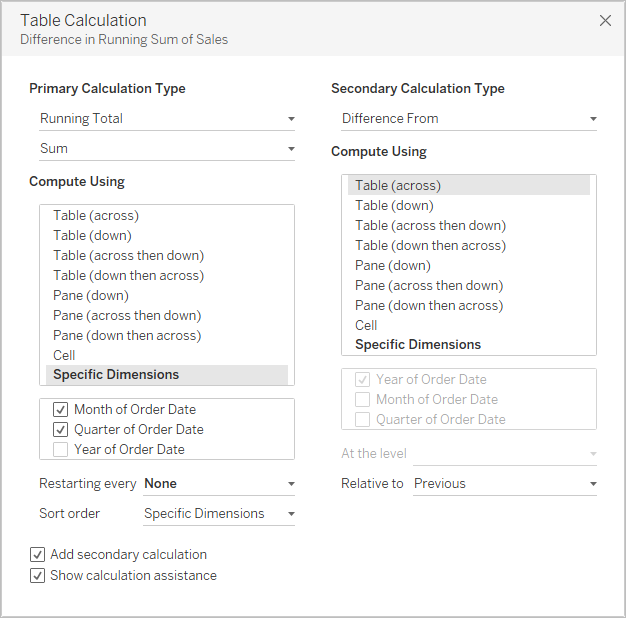 Table Calculation
Difference in Running Sum of Sales
Primary Calculation Type
Running Total
Sum
Compute Using
Table (across)
Table (down)
Table (across then down)
Table (down then across)
Pane (down)
Pane (across then down)
Pane (down then across)
Cell
Specific Dimensions
Month of Order Date
Quarter of Order Date
Year of Order Date
Restarting every None
Sort order Specific Dimensions
Add secondary calculation
Show calculation assistance
Secondary Calculation Type
Difference From
Compute Using
Table (across)
Table (down)
Table (across then down)
Table (down then across)
Pane (down)
Pane (across then down)
Pane (down then across)
Cell
Specific Dimensions
Year of Order Date
Month of Order Date
Quarter of Order Date
At the level
Relative to Previous